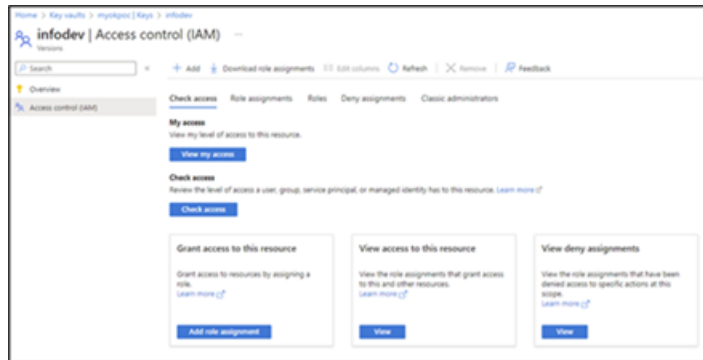 Home > Key vaults > myokpoc | Keys > infodev
infodev | Access control (IAM) ...
Versions
Search
Add Download role assignments Edit columns Refresh Remove Feedback
Overview
Access control (IAM)
Check access Role assignments Roles Deny assignments Classic administrators
My access
View my level of access to this resource.
View my access
Check access
Review the level of access a user, group, service principal, or managed identity has to this resource. Learn more
Check access
Grant access to this resource
Grant access to resources by assigning a
role.
Learn more
Add role assignment
View access to this resource
View the role assignments that grant access
to this and other resources.
Learn more
View
View deny assignments
View the role assignments that have been
denied access to specific actions at this
scope.
Learn more
View